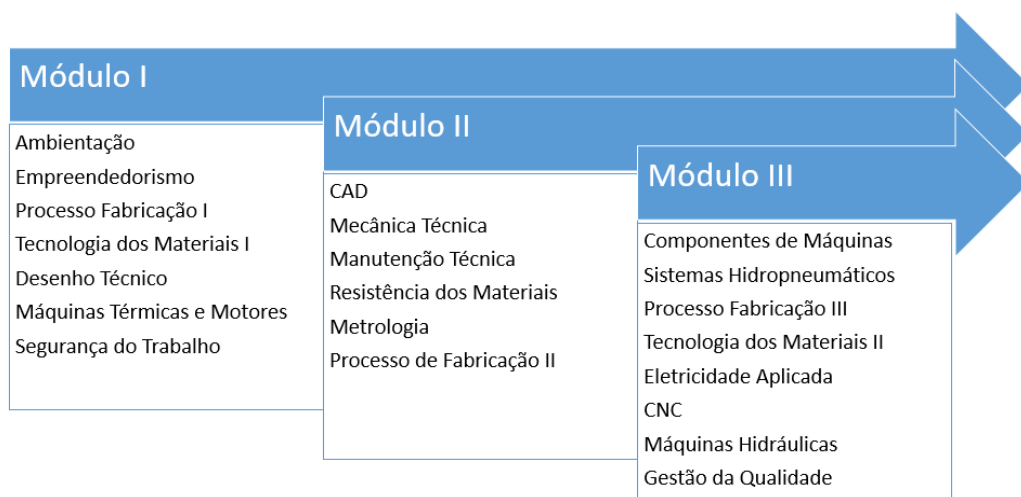 Módulo I
Ambientação
Empreendedorismo
Processo Fabricação I
Tecnologia dos Materiais I
Desenho Técnico
Máquinas Térmicas e Motores
Segurança do Trabalho
Módulo II
CAD
Mecânica Técnica
Manutenção Técnica
Resistência dos Materiais
Metrologia
Processo de Fabricação II
Módulo III
Componentes de Máquinas
Sistemas Hidropneumáticos
Processo Fabricação III
Tecnologia dos Materiais II
Eletricidade Aplicada
CNC
Máquinas Hidráulicas
Gestão da Qualidade